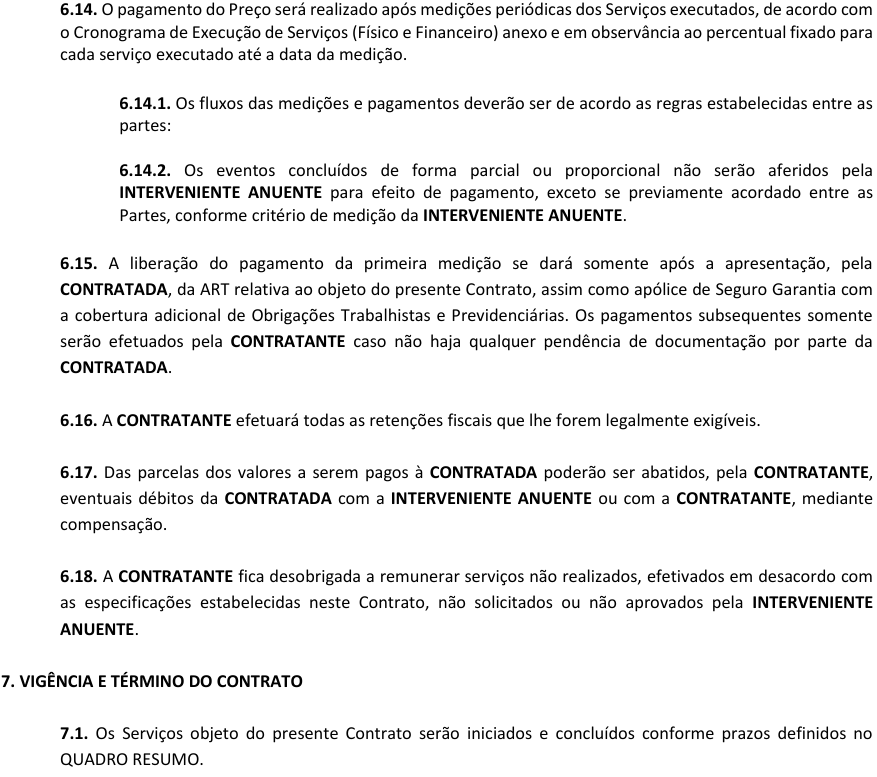 6.14. O pagamento do Preço será realizado após medições periódicas dos Serviços executados, de acordo com
o Cronograma de Execução de Serviços (Físico e Financeiro) anexo e em observância ao percentual fixado para
cada serviço executado até a data da medição.
6.14.1. Os fluxos das medições e pagamentos deverão ser de acordo as regras estabelecidas entre as
partes:
6.14.2. Os eventos concluídos de forma parcial ou proporcional não serão aferidos pela
INTERVENIENTE ANUENTE para efeito de pagamento, exceto se previamente acordado entre as
Partes, conforme critério de medição da INTERVENIENTE ANUENTE.
6.15. A liberação do pagamento da primeira medição se dará somente após a apresentação, pela
CONTRATADA, da ART relativa ao objeto do presente Contrato, assim como apólice de Seguro Garantia com
a cobertura adicional de Obrigações Trabalhistas e Previdenciárias. Os pagamentos subsequentes somente
serão efetuados pela CONTRATANTE caso não haja qualquer pendência de documentação por parte da
CONTRATADA.
6.16. A CONTRATANTE efetuará todas as retenções fiscais que lhe forem legalmente exigíveis.
6.17. Das parcelas dos valores a serem pagos à CONTRATADA poderão ser abatidos, pela CONTRATANTE,
eventuais débitos da CONTRATADA com a INTERVENIENTE ANUENTE ou com a CONTRATANTE, mediante
compensação.
6.18. A CONTRATANTE fica desobrigada a remunerar serviços não realizados, efetivados em desacordo com
as especificações estabelecidas neste Contrato, não solicitados ou não aprovados pela INTERVENIENTE
ANUENTE.
7. VIGÊNCIA E TÉRMINO DO CONTRATO
7.1. Os Serviços objeto do presente Contrato serão iniciados e concluídos conforme prazos definidos no
QUADRO RESUMO.